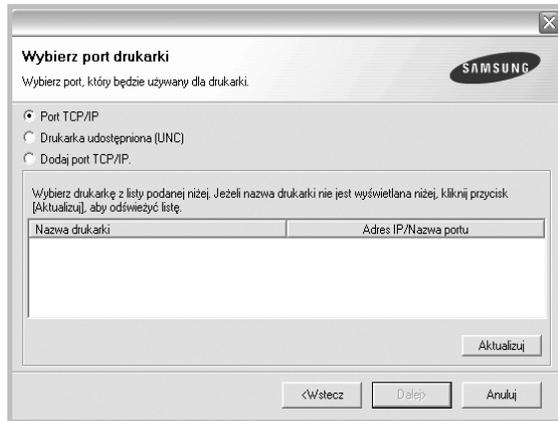 Wybierz port drukarki
Wybierz port, który będzie używany dla drukarki.
SAMSUNG
Port TCP/IP
Drukarka udostępniona (UNC)
Dodaj port TCP/IP.
Wybierz drukarkę z listy podanej niżej. Jeżeli nazwa drukarki nie jest wyświetlana niżej, kliknij przycisk
[Aktualizuj], aby odświeżyć listę.
Nazwa drukarki Adres IP/Nazwa portu
Aktualizuj
<Wstecz Dalej> Anuluj